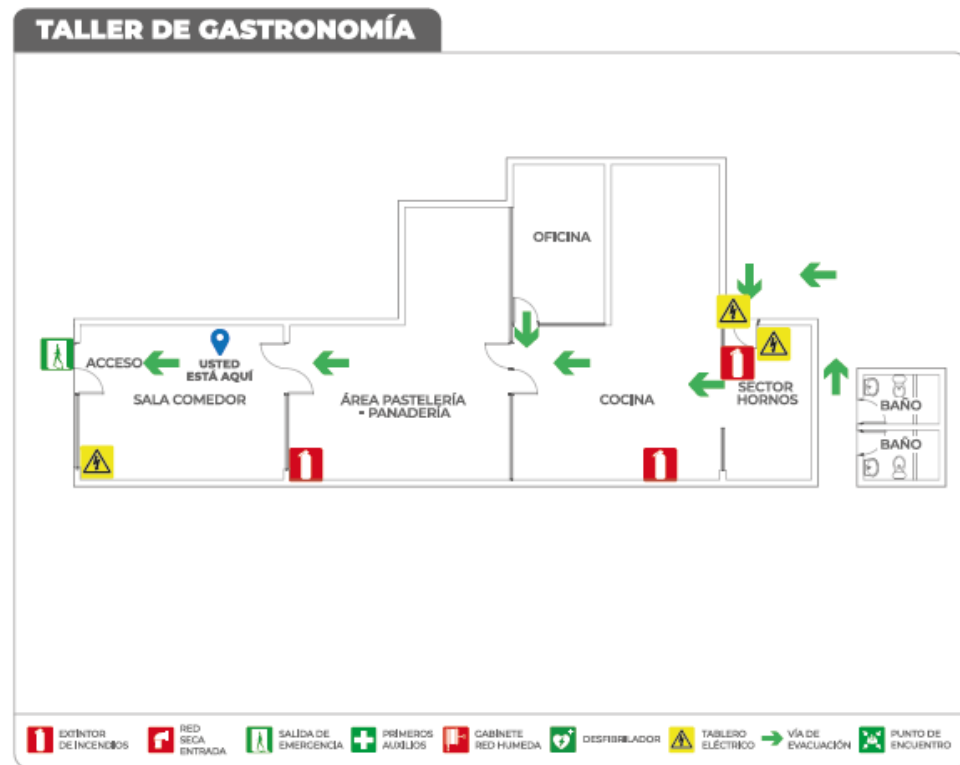 TALLER DE GASTRONOMÍA
OFICINA
ACCESO
USTED
ESTÁ AQUÍ
SALA COMEDOR
ÁREA PASTELERÍA
- PANADERÍA
COCINA
SECTOR
HORNOS
BAÑO
BAÑO
EXTINTOR
DE INCENDIOS
RED
SECA
ENTRADA
SALIDA DE
EMERGENCIA
PRIMEROS
AUXILIOS
GABINETE
RED HUMEDA
DESFIBRILADOR
TABLERO
ELÉCTRICO
VÍA DE
EVACUACIÓN
PUNTO DE
ENCUENTRO